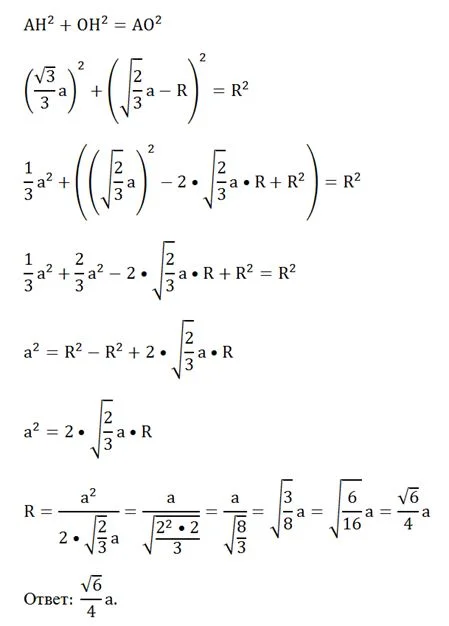 AH² + OH² = AO²
(√3/3 a)² + (√(2/3) a − R)² = R²
1/3 a² + ((√(2/3) a)² − 2 • √(2/3) a • R + R²) = R²
1/3 a² + 2/3 a² − 2 • √(2/3) a • R + R² = R²
a² = R² − R² + 2 • √(2/3) a • R
a² = 2 • √(2/3) a • R
R = a²/(2 • √(2/3) a) = a/√((2² • 2)/3) = a/√(8/3) = √(3/8) a = √(6/16) a = √6/4 a
Ответ: √6/4 a.